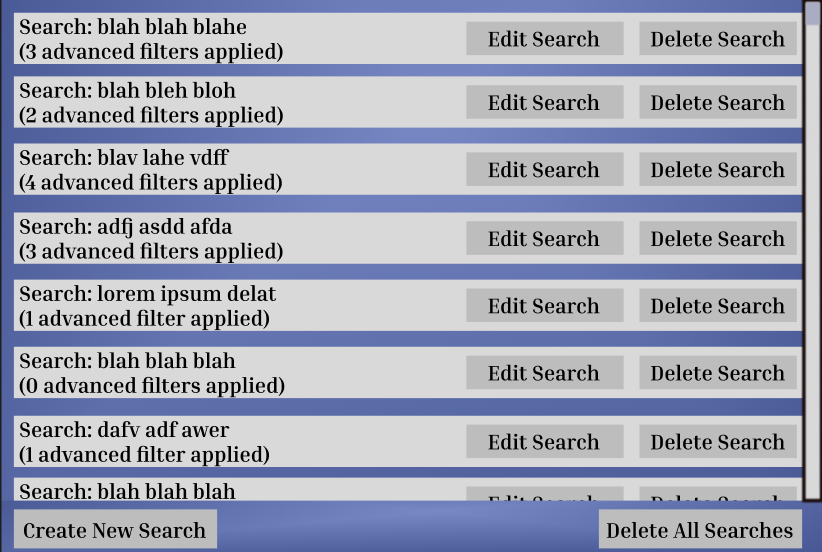 Search: blah blah blahe
(3 advanced filters applied)
Edit Search
Delete Search
Search: blah bleh bloh
(2 advanced filters applied)
Edit Search
Delete Search
Search: blav lahe vdff
(4 advanced filters applied)
Edit Search
Delete Search
Search: adfj asdd afda
(3 advanced filters applied)
Edit Search
Delete Search
Search: lorem ipsum delat
(1 advanced filter applied)
Edit Search
Delete Search
Search: blah blah blah
(0 advanced filters applied)
Edit Search
Delete Search
Search: dafv adf awer
(1 advanced filter applied)
Edit Search
Delete Search
Search: blah blah blah
Edit Search
Delete Search
Create New Search
Delete All Searches